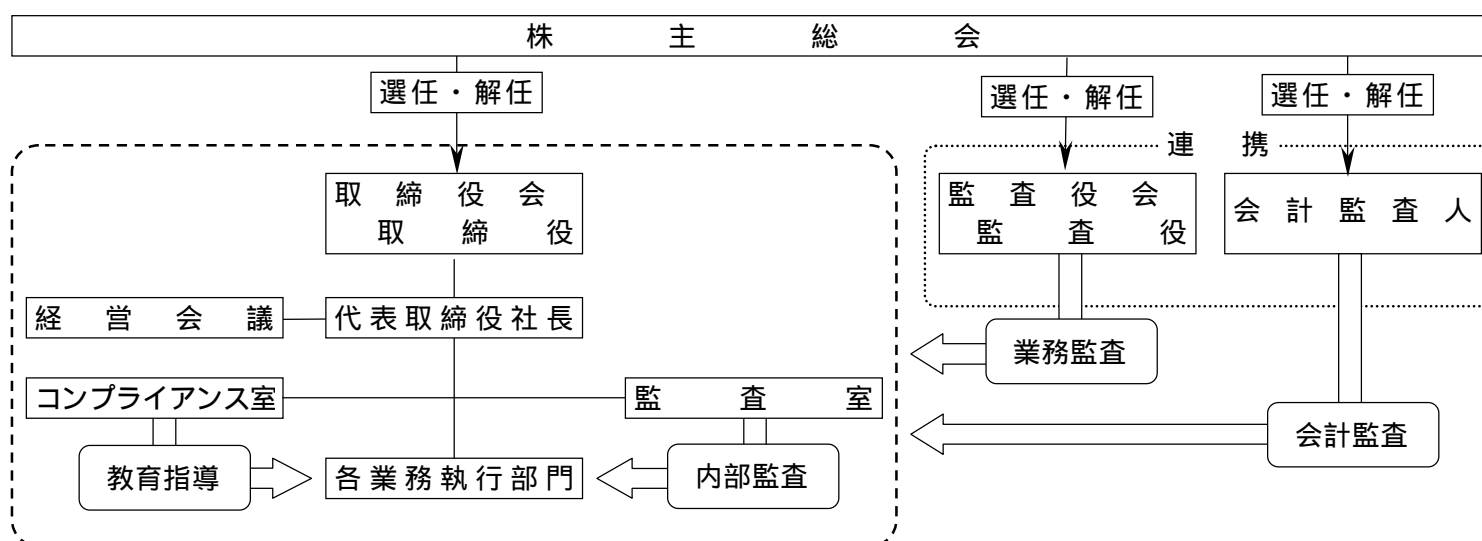 株主総会
選任・解任
選任・解任
選任・解任
連携
取締役会
取締役
監査役会
監査役
会計監査人
経営会議
代表取締役社長
業務監査
コンプライアンス室
監査室
会計監査
教育指導
各業務執行部門
内部監査